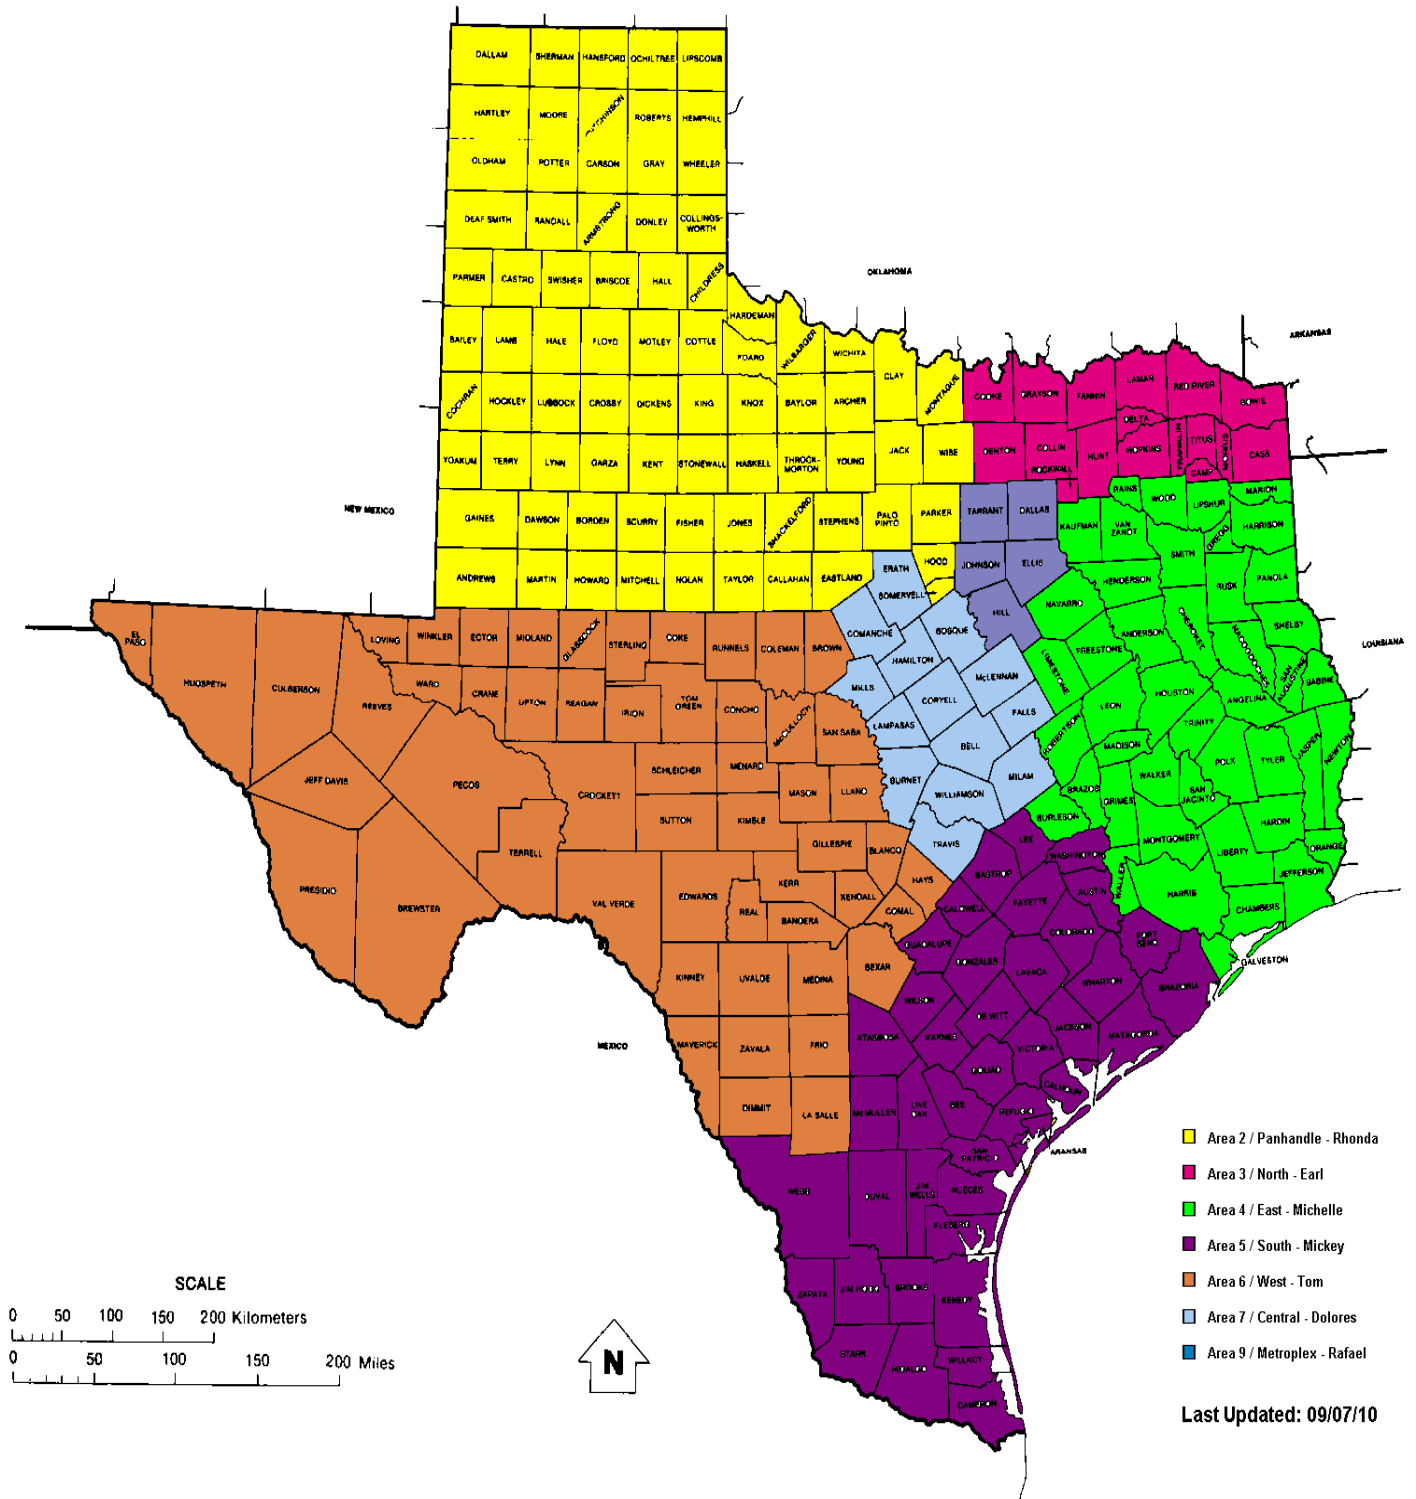 DALLAM SHERMAN HANSFORD OCHILTREE LIPSCOMB
HARTLEY MOORE HUTCHINSON ROBERTS HEMPHILL
OLDHAM POTTER CARSON GRAY WHEELER
DEAF SMITH RANDALL ARMSTRONG DONLEY COLLINGS-
WORTH
PARMER CASTRO SWISHER BRISCOE HALL CHILDRESS
OKLAHOMA
HARDEMAN
ARKANSAS
BAILEY LAMB HALE FLOYD MOTLEY COTTLE FOARD WILBARGER WICHITA CLAY
COCHRAN HOCKLEY LUBBOCK CROSBY DICKENS KING KNOX BAYLOR ARCHER MONTAGUE COOKE GRAYSON FANNIN LAMAR RED RIVER BOWIE
DELTA
YOAKUM TERRY LYNN GARZA KENT STONEWALL HASKELL THROCK-
MORTON YOUNG JACK WISE DENTON COLLIN ROCKWALL HUNT HOPKINS FRANKLIN TITUS CAMP MORRIS CASS
NEW MEXICO
GAINES DAWSON BORDEN SCURRY FISHER JONES SHACKELFORD STEPHENS PALO
PINTO PARKER TARRANT DALLAS KAUFMAN RAINS WOOD UPSHUR MARION
VAN
ZANDT SMITH GREGG HARRISON
ANDREWS MARTIN HOWARD MITCHELL NOLAN TAYLOR CALLAHAN EASTLAND ERATH HOOD JOHNSON ELLIS HENDERSON RUSK PANOLA
SOMERVELL HILL NAVARRO
EL
PASO LOVING WINKLER ECTOR MIDLAND GLASSCOCK STERLING COKE RUNNELS COLEMAN BROWN COMANCHE BOSQUE ANDERSON CHEROKEE NACOGDOCHES SHELBY
LOUISIANA
HUDSPETH CULBERSON REEVES WARD CRANE UPTON REAGAN IRION TOM
GREEN CONCHO McCULLOCH SAN SABA MILLS HAMILTON McLENNAN LIMESTONE FREESTONE
HOUSTON ANGELINA SAN
AUGUSTINE SABINE
LAMPASAS CORYELL FALLS LEON TRINITY
JEFF DAVIS PECOS CROCKETT SCHLEICHER MENARD MASON LLANO BURNET BELL MILAM ROBERTSON MADISON WALKER POLK TYLER JASPER NEWTON
SUTTON KIMBLE WILLIAMSON BRAZOS GRIMES SAN
JACINTO
TERRELL GILLESPIE BLANCO TRAVIS BURLESON LEE MONTGOMERY LIBERTY HARDIN ORANGE
PRESIDIO BREWSTER VAL VERDE EDWARDS KERR REAL BANDERA KENDALL HAYS COMAL BASTROP WASHINGTON WALLER HARRIS JEFFERSON CHAMBERS
CALDWELL FAYETTE AUSTIN
GUADALUPE COLORADO FORT
BEND GALVESTON
KINNEY UVALDE MEDINA BEXAR GONZALES LAVACA WHARTON BRAZORIA
WILSON DE WITT JACKSON MATAGORDA
MEXICO
MAVERICK ZAVALA FRIO ATASCOSA KARNES VICTORIA
GOLIAD CALHOUN
DIMMIT LA SALLE McMULLEN LIVE
OAK BEE REFUGIO
SAN
PATRICIO ARANSAS
WEBB DUVAL JIM
WELLS NUECES
KLEBERG
ZAPATA JIM HOGG BROOKS KENEDY
STARR HIDALGO WILLACY
CAMERON
Area 2 / Panhandle - Rhonda
Area 3 / North - Earl
Area 4 / East - Michelle
Area 5 / South - Mickey
Area 6 / West - Tom
Area 7 / Central - Dolores
Area 9 / Metroplex - Rafael
Last Updated: 09/07/10
SCALE
0 50 100 150 200 Kilometers
0 50 100 150 200 Miles
N